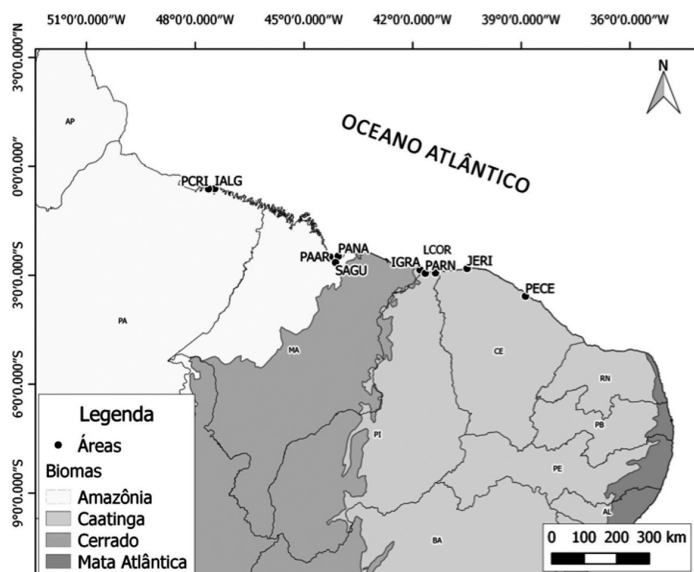 51°0'0.000"W 48°0'0.000"W 45°0'0.000"W 42°0'0.000"W 39°0'0.000"W 36°0'0.000"W
3°0'0.000"N
0°0'0.000"N
3°0'0.000"S
6°0'0.000"S
9°0'0.000"S
N
OCEANO ATLÂNTICO
AP
PCRI IALG
PAAR PANA
SAGU
IGRA LCOR
PARN JERI
PECE
PA
MA
CE
RN
PI
PB
PE
AL
BA
Legenda
Áreas
Biomas
Amazônia
Caatinga
Cerrado
Mata Atlântica
0 100 200 300 km